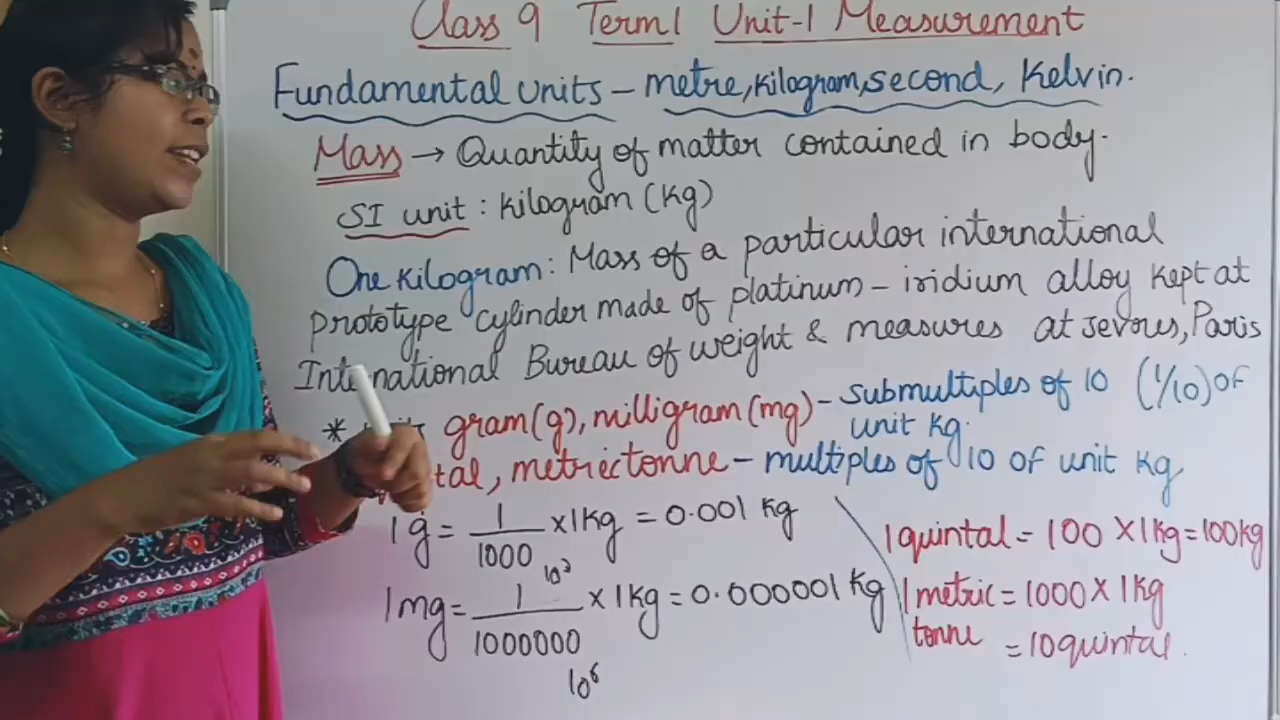 Class 9 Term1 Unit-1 Measurement
Fundamental units - metre, kilogram, second, Kelvin.
Mass → Quantity of matter contained in body.
SI unit : kilogram (kg)
One kilogram: Mass of a particular international
prototype cylinder made of platinum - iridium alloy kept at
International Bureau of weight & measures at Sevres, Paris
* gram(g), milligram(mg) - submultiples of 10 (1/10) of
unit kg.
metrictonne - multiples of 10 of unit kg
1g = 1/1000 x 1kg = 0.001 kg
10³
1mg = 1/1000000 x 1kg = 0.000001 kg
10⁶
1quintal = 100 x 1kg = 100kg
1 metric = 1000 x 1kg
tonne = 10quintal.